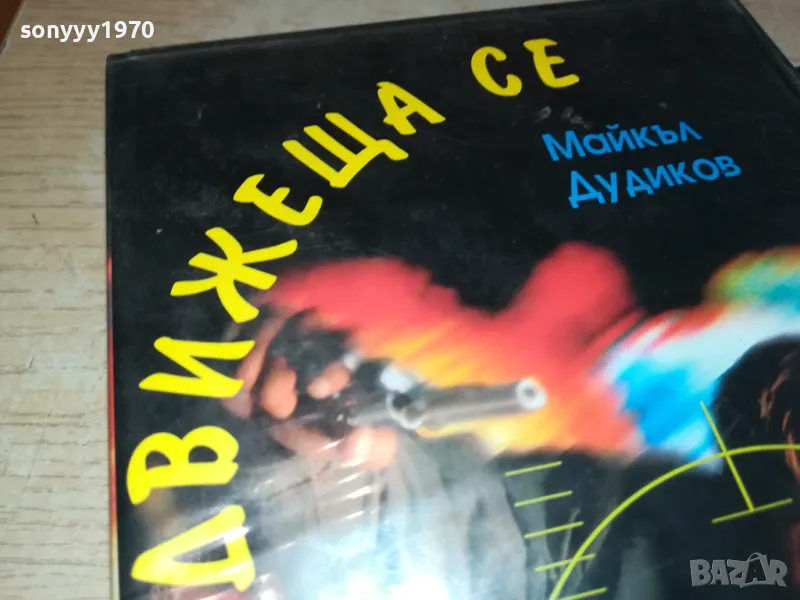 sonyyy1970
ДВИЖЕЩА СЕ
Майкъл
Дудиков
BAZAR